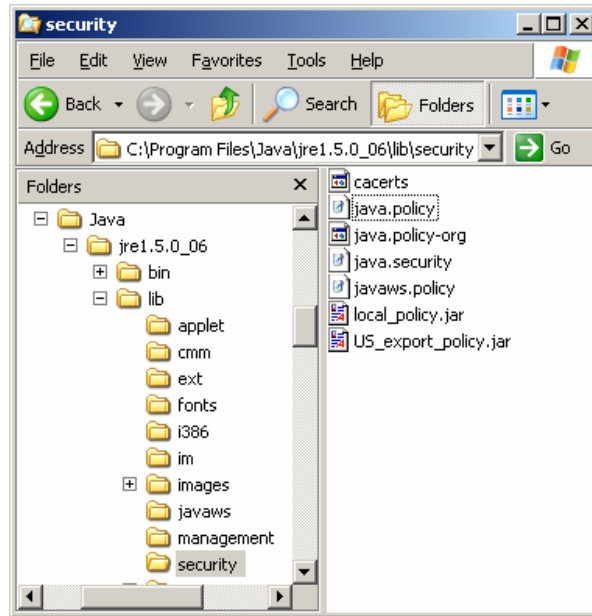 security
File Edit View Favorites Tools Help
Back Search Folders
Address C:\Program Files\Java\jre1.5.0_06\lib\security Go
Folders
Java
jre1.5.0_06
bin
lib
applet
cmm
ext
fonts
i386
im
images
javaws
management
security
cacerts
java.policy
java.policy-org
java.security
javaws.policy
local_policy.jar
US_export_policy.jar